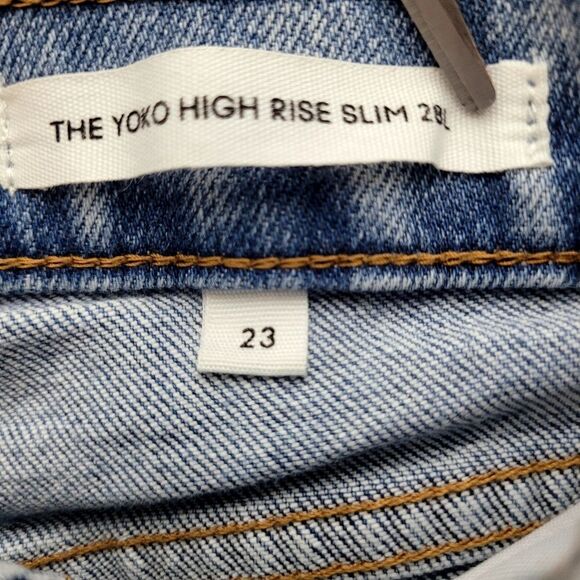 THE YOKO HIGH RISE SLIM 28L
23